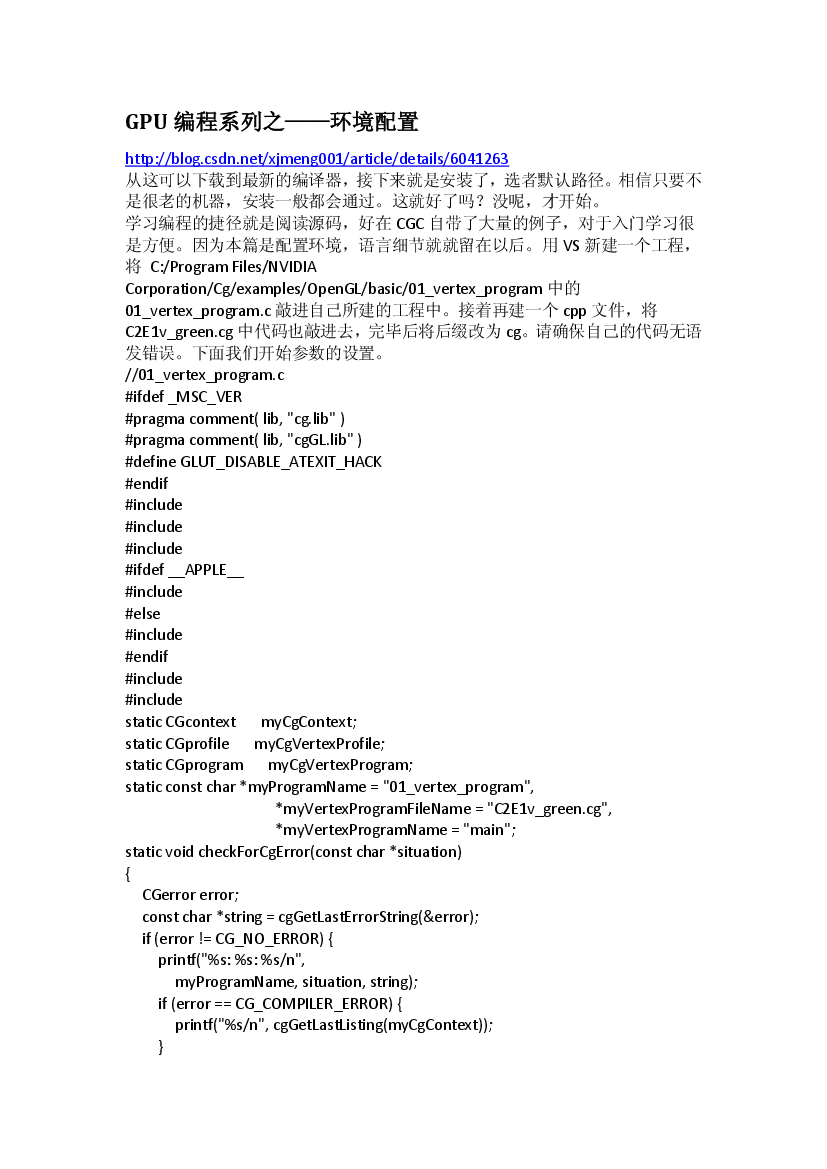 GPU 编程系列之——环境配置
http://blog.csdn.net/xjmeng001/article/details/6041263
从这可以下载到最新的编译器，接下来就是安装了，选者默认路径。相信只要不
是很老的机器，安装一般都会通过。这就好了吗？没呢，才开始。
学习编程的捷径就是阅读源码，好在 CGC 自带了大量的例子，对于入门学习很
是方便。因为本篇是配置环境，语言细节就就留在以后。用 VS 新建一个工程，
将 C:/Program Files/NVIDIA
Corporation/Cg/examples/OpenGL/basic/01_vertex_program 中的
01_vertex_program.c 敲进自己所建的工程中。接着再建一个 cpp 文件，将
C2E1v_green.cg 中代码也敲进去，完毕后将后缀改为 cg。请确保自己的代码无语
发错误。下面我们开始参数的设置。
//01_vertex_program.c
#ifdef _MSC_VER
#pragma comment( lib, "cg.lib" )
#pragma comment( lib, "cgGL.lib" )
#define GLUT_DISABLE_ATEXIT_HACK
#endif
#include
#include
#include
#ifdef __APPLE__
#include
#else
#include
#endif
#include
#include
static CGcontext myCgContext;
static CGprofile myCgVertexProfile;
static CGprogram myCgVertexProgram;
static const char *myProgramName = "01_vertex_program",
*myVertexProgramFileName = "C2E1v_green.cg",
*myVertexProgramName = "main";
static void checkForCgError(const char *situation)
{
CGerror error;
const char *string = cgGetLastErrorString(&error);
if (error != CG_NO_ERROR) {
printf("%s: %s: %s/n",
myProgramName, situation, string);
if (error == CG_COMPILER_ERROR) {
printf("%s/n", cgGetLastListing(myCgContext));
}